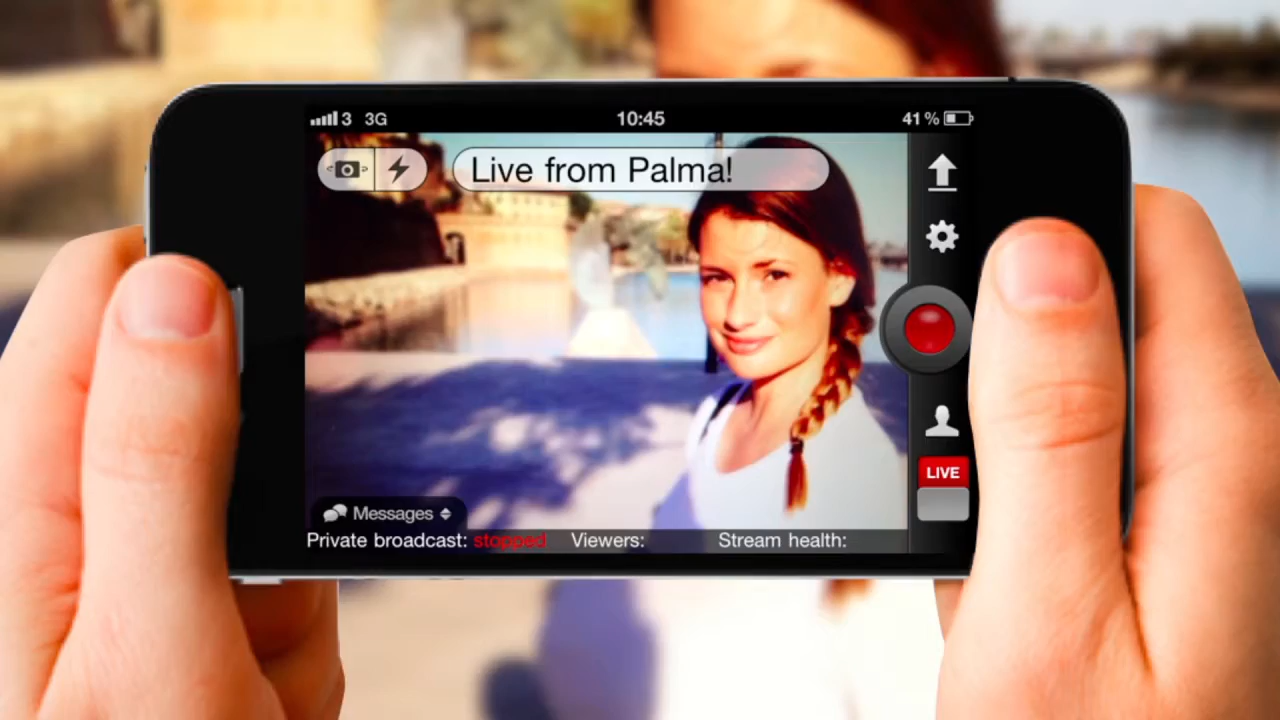 3 3G 10:45 41 %
Live from Palma!
LIVE
Messages
Private broadcast: stopped Viewers: Stream health: